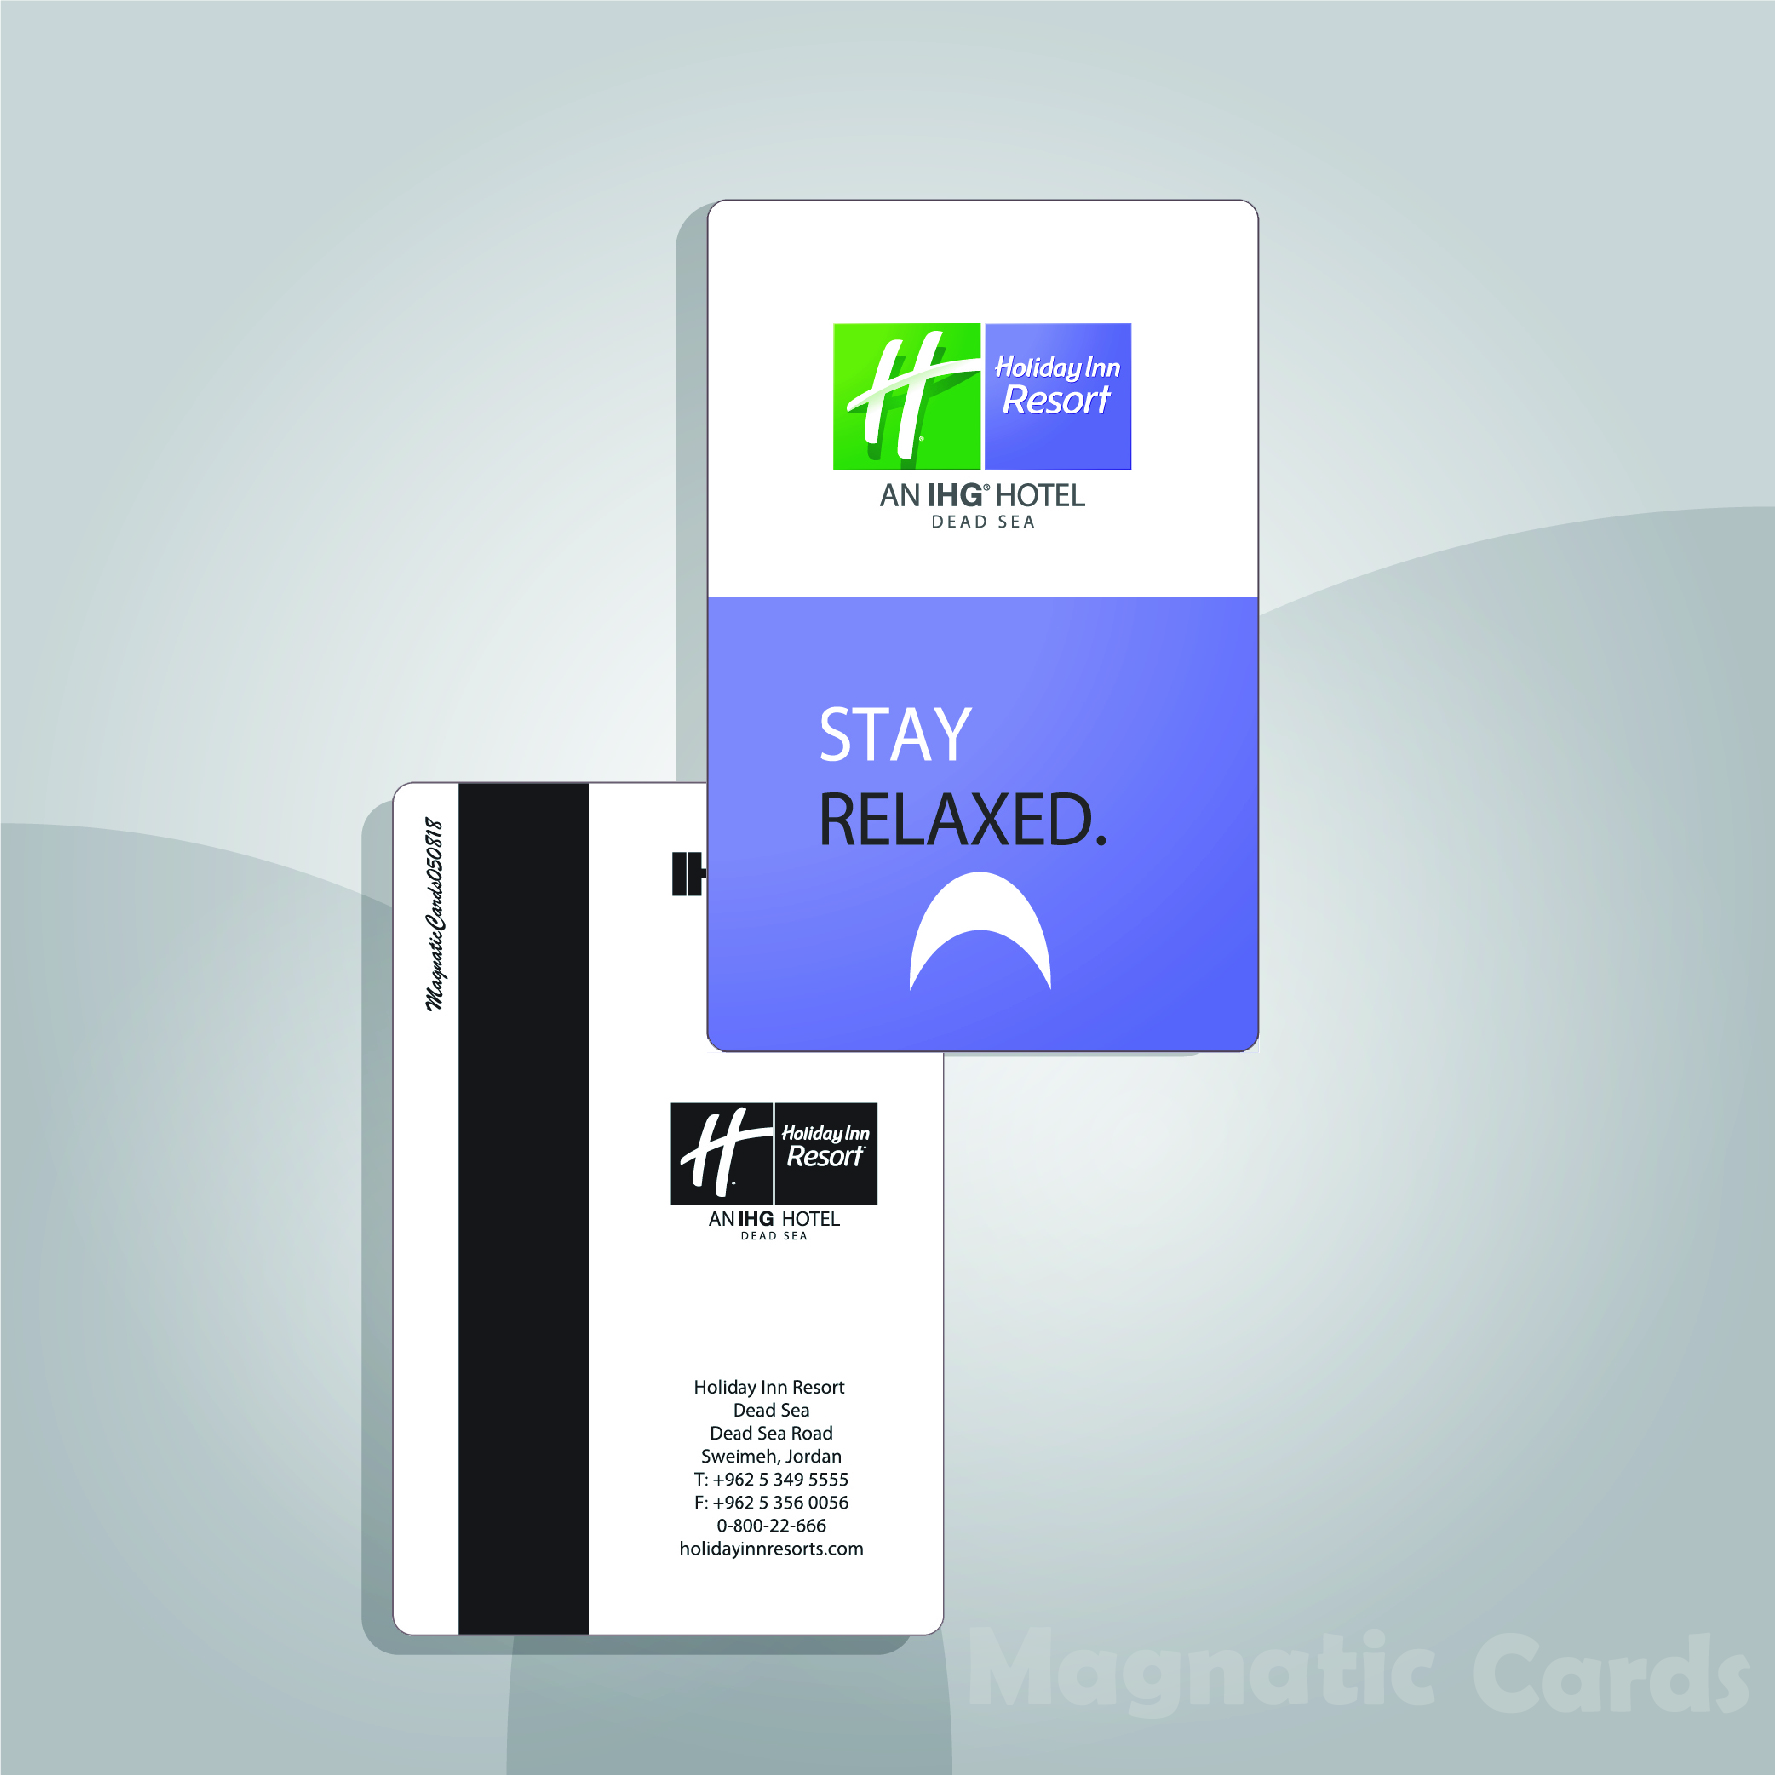 Holiday Inn
Resort
AN IHG® HOTEL
DEAD SEA
STAY
RELAXED.
MagnaticCards050818
Holiday Inn
Resort
AN IHG HOTEL
DEAD SEA
Holiday Inn Resort
Dead Sea
Dead Sea Road
Sweimeh, Jordan
T: +962 5 349 5555
F: +962 5 356 0056
0-800-22-666
holidayinnresorts.com
Magnatic Cards